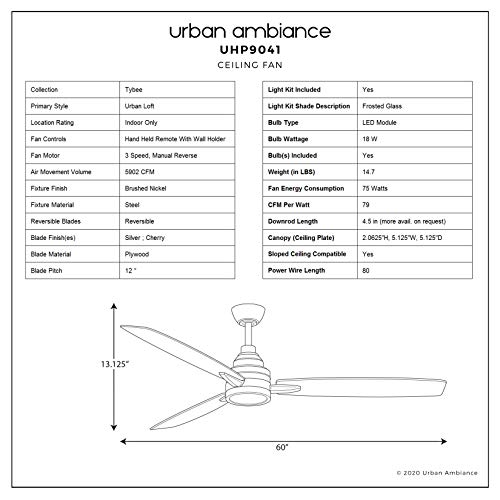 urban ambiance
UHP9041
CEILING FAN
Collection Tybee
Primary Style Urban Loft
Location Rating Indoor Only
Fan Controls Hand Held Remote With Wall Holder
Fan Motor 3 Speed, Manual Reverse
Air Movement Volume 5902 CFM
Fixture Finish Brushed Nickel
Fixture Material Steel
Reversible Blades Reversible
Blade Finish(es) Silver ; Cherry
Blade Material Plywood
Blade Pitch 12 °
Light Kit Included Yes
Light Kit Shade Description Frosted Glass
Bulb Type LED Module
Bulb Wattage 18 W
Bulb(s) Included Yes
Weight (in LBS) 14.7
Fan Energy Consumption 75 Watts
CFM Per Watt 79
Downrod Length 4.5 in (more avail. on request)
Canopy (Ceiling Plate) 2.0625"H, 5.125"W, 5.125"D
Sloped Ceiling Compatible Yes
Power Wire Length 80
13.125"
60"
© 2020 Urban Ambiance